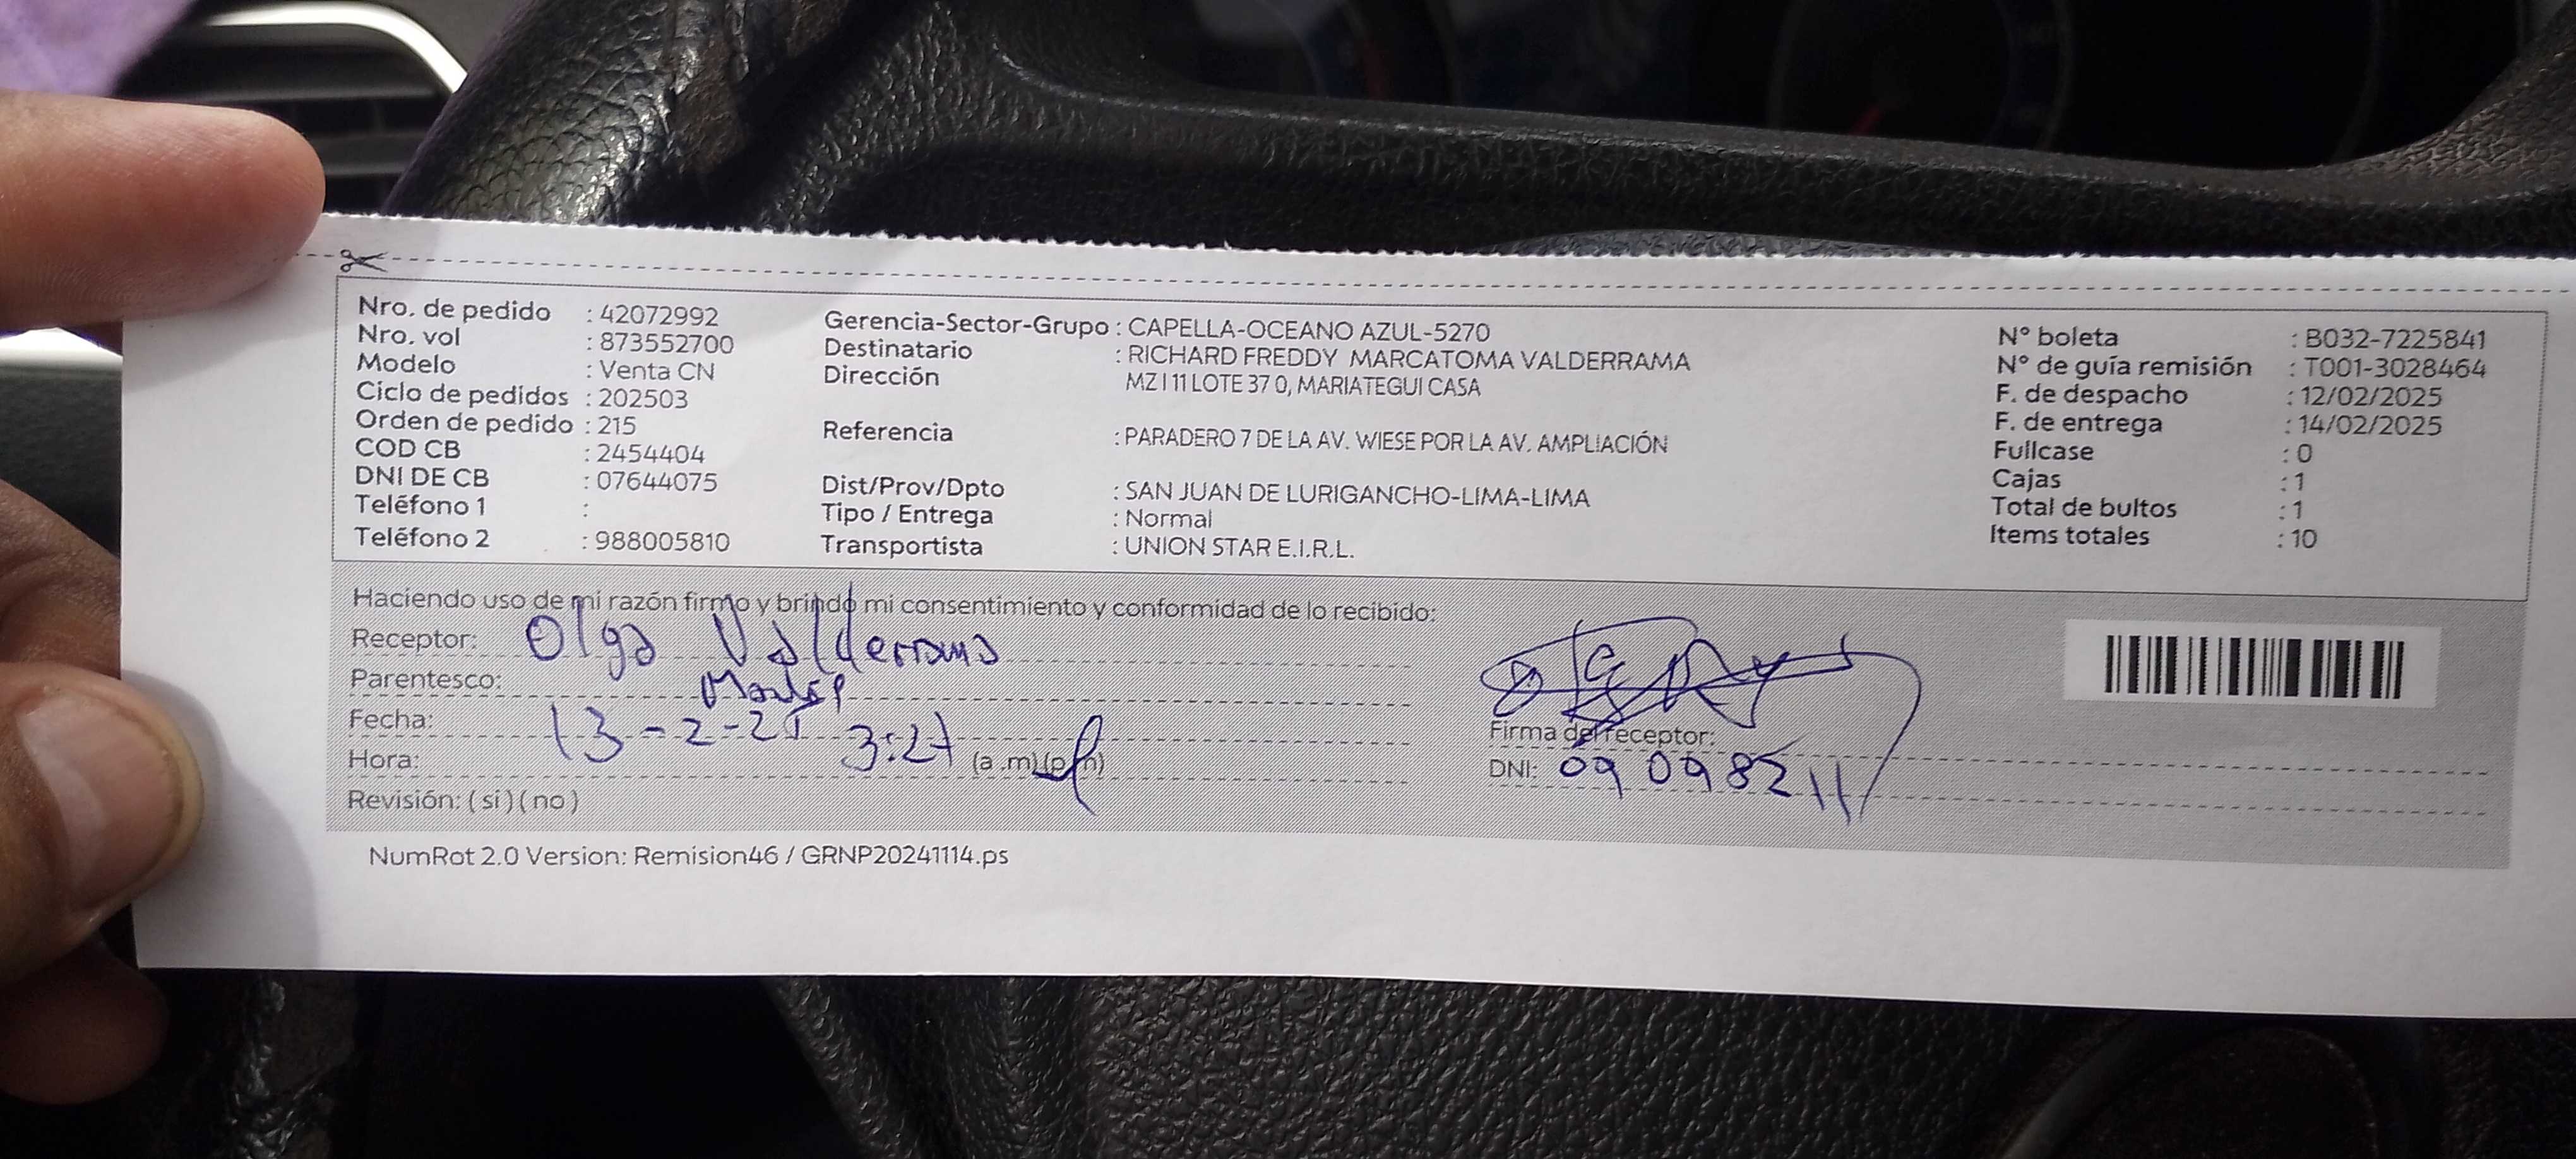 Nro. de pedido : 42072992
Nro. vol : 873552700
Modelo : Venta CN
Ciclo de pedidos : 202503
Orden de pedido : 215
COD CB : 2454404
DNI DE CB : 07644075
Teléfono 1 :
Teléfono 2 : 988005810
Gerencia-Sector-Grupo : CAPELLA-OCEANO AZUL-5270
Destinatario : RICHARD FREDDY MARCATOMA VALDERRAMA
Dirección MZ I 11 LOTE 37 0, MARIATEGUI CASA
Referencia : PARADERO 7 DE LA AV. WIESE POR LA AV. AMPLIACIÓN
Dist/Prov/Dpto : SAN JUAN DE LURIGANCHO-LIMA-LIMA
Tipo / Entrega : Normal
Transportista : UNION STAR E.I.R.L.
N° boleta : B032-7225841
N° de guía remisión : T001-3028464
F. de despacho : 12/02/2025
F. de entrega : 14/02/2025
Fullcase : 0
Cajas : 1
Total de bultos : 1
Items totales : 10
Haciendo uso de mi razón firmo y brindo mi consentimiento y conformidad de lo recibido:
Receptor: Olga Valderrama
Parentesco:
Fecha: 13-2-25
Hora: 3:27 (a .m) (p.m)
Revisión: ( si ) ( no )
Firma del receptor:
DNI: 09098211
NumRot 2.0 Version: Remision46 / GRNP20241114.ps